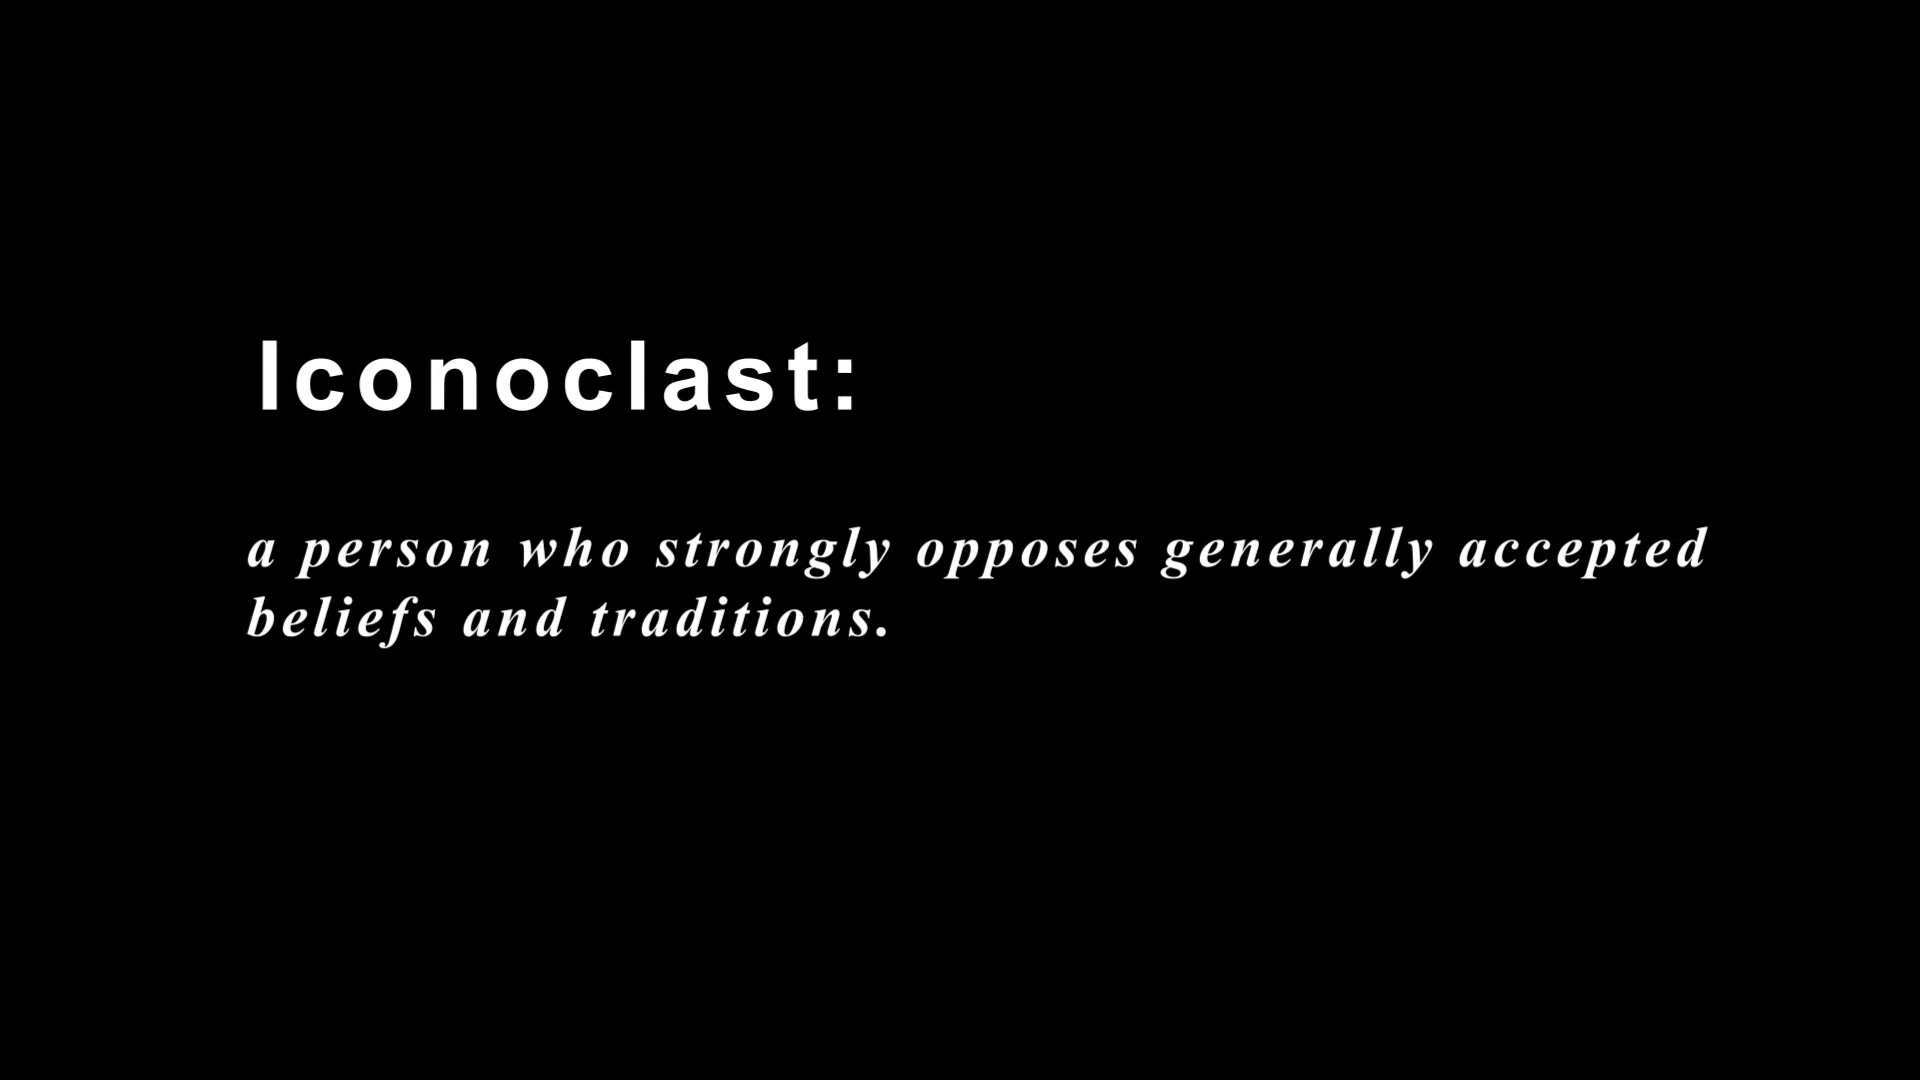 Iconoclast:
a person who strongly opposes generally accepted
beliefs and traditions.